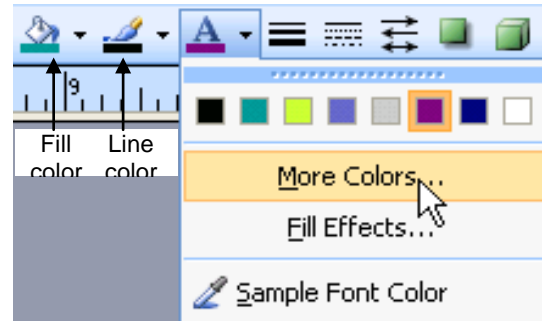 A
9
Fill Line
color color
More Colors...
Fill Effects...
Sample Font Color